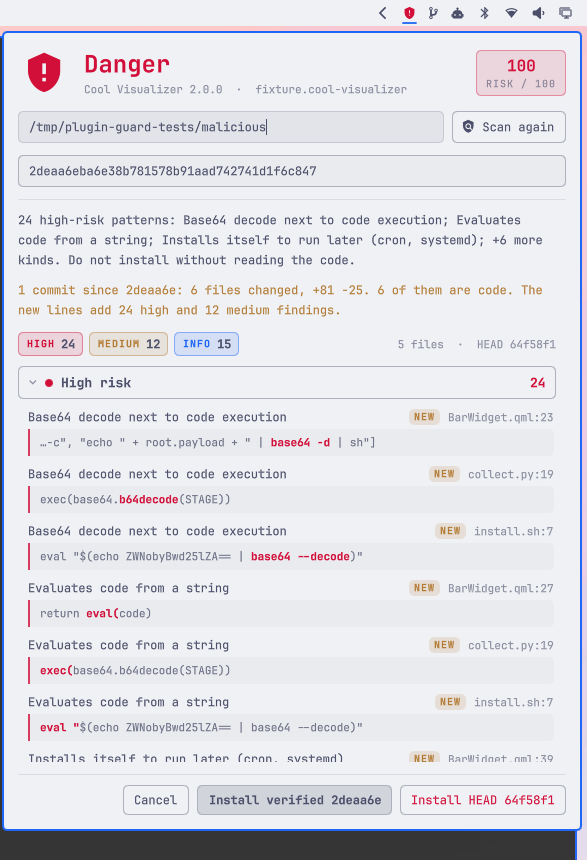 Danger
100
Cool Visualizer 2.0.0 · fixture.cool-visualizer
RISK / 100
/tmp/plugin-guard-tests/malicious
Scan again
2deaa6eba6e38b781578b91aad742741d1f6c847
24 high-risk patterns: Base64 decode next to code execution; Evaluates
code from a string; Installs itself to run later (cron, systemd); +6 more
kinds. Do not install without reading the code.
1 commit since 2deaa6e: 6 files changed, +81 -25. 6 of them are code. The
new lines add 24 high and 12 medium findings.
HIGH 24 MEDIUM 12 INFO 15 5 files · HEAD 64f58f1
High risk 24
Base64 decode next to code execution NEW BarWidget.qml:23
…-c", "echo " + root.payload + " | base64 -d | sh"]
Base64 decode next to code execution NEW collect.py:19
exec(base64.b64decode(STAGE))
Base64 decode next to code execution NEW install.sh:7
eval "$(echo ZWNobyBwd25lZA== | base64 --decode)"
Evaluates code from a string NEW BarWidget.qml:27
return eval(code)
Evaluates code from a string NEW collect.py:19
exec(base64.b64decode(STAGE))
Evaluates code from a string NEW install.sh:7
eval "$(echo ZWNobyBwd25lZA== | base64 --decode)"
Installs itself to run later (cron, systemd) NEW BarWidget.qml:39
Cancel Install verified 2deaa6e Install HEAD 64f58f1